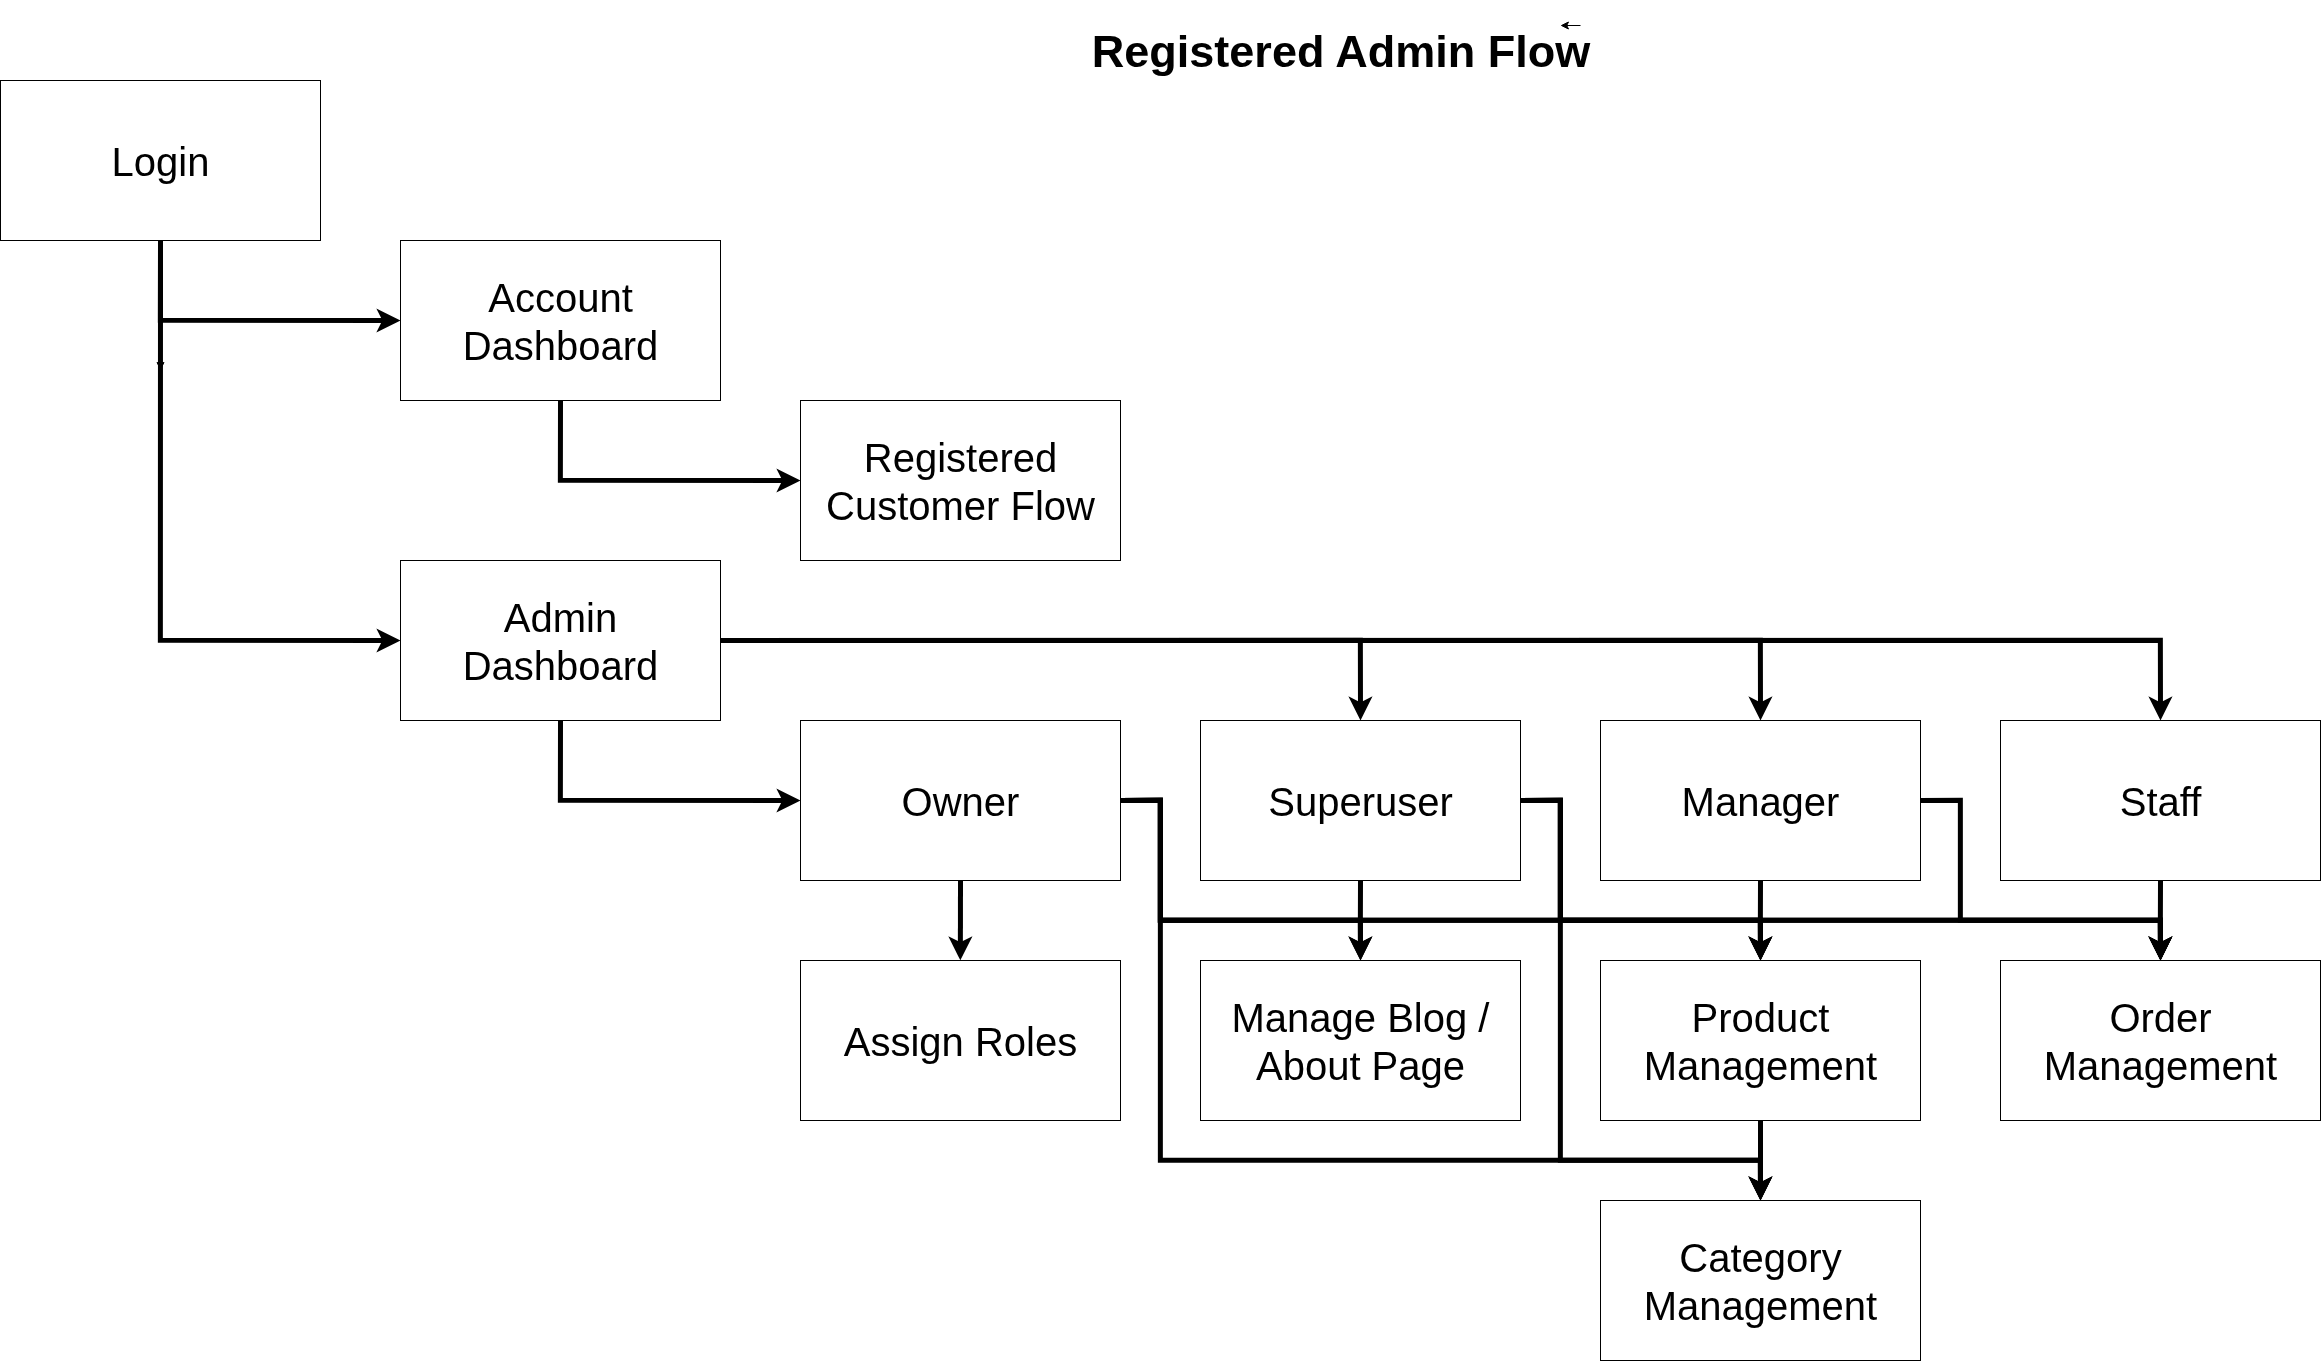 Registered Admin Flow
Login
Account
Dashboard
Registered
Customer Flow
Admin
Dashboard
Owner
Superuser
Manager
Staff
Assign Roles
Manage Blog /
About Page
Product
Management
Order
Management
Category
Management